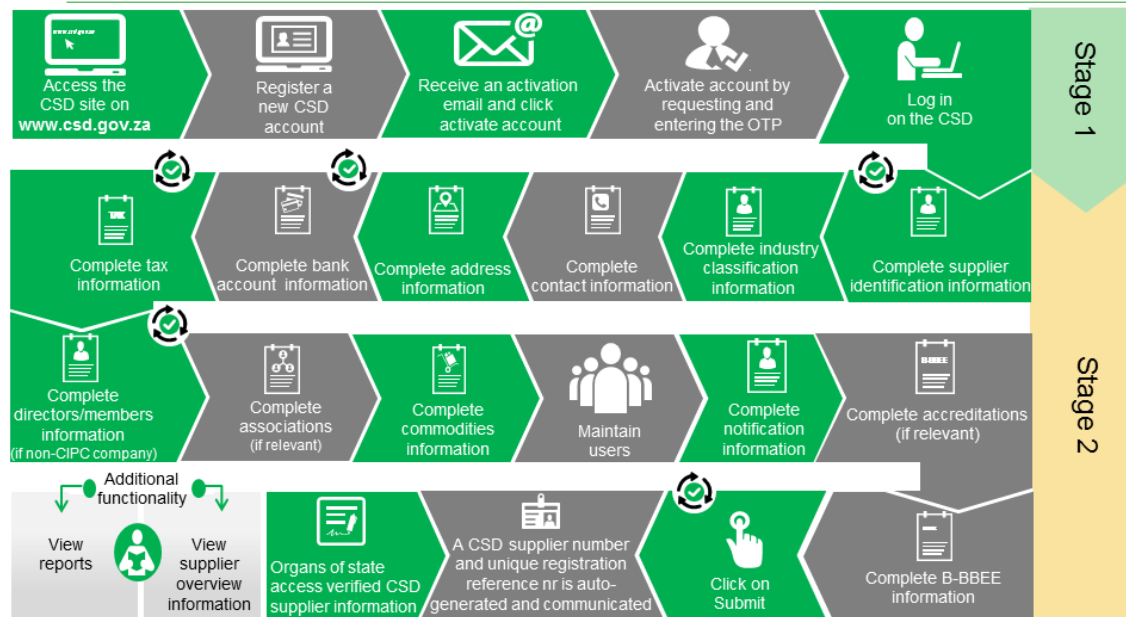 @
Access the
CSD site on
www.csd.gov.za
Register a
new CSD
account
Receive an activation
email and click
activate account
Activate account by
requesting and
entering the OTP
Log in
on the CSD
Stage 1
TAX
Complete tax
information
Complete bank
account information
Complete address
information
Complete
contact information
Complete industry
classification
information
Complete supplier
identification information
Complete
directors/members
information
(if non-CIPC company)
Complete
associations
(if relevant)
Complete
commodities
information
Maintain
users
Complete
notification
information
B-BBEE
Complete accreditations
(if relevant)
Stage 2
Additional
functionality
View
reports
View
supplier
overview
information
Organs of state
access verified CSD
supplier information
A CSD supplier number
and unique registration
reference nr is auto-
generated and communicated
Click on
Submit
Complete B-BBEE
information